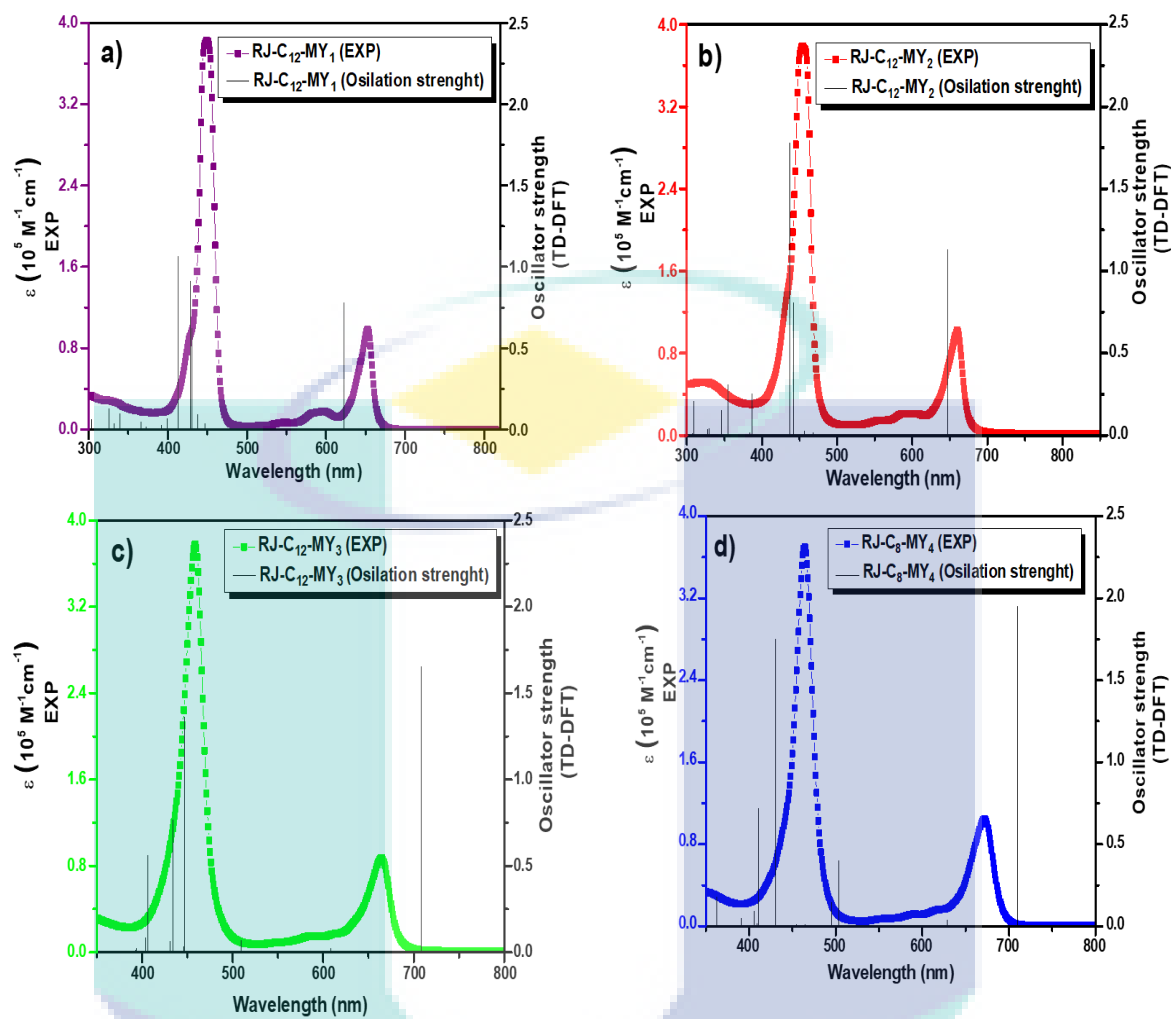 a)
RJ-C12-MY1 (EXP)
RJ-C12-MY1 (Osilation strenght)
4.0
3.2
2.4
1.6
0.8
0.0
ε (10⁵ M⁻¹cm⁻¹)
EXP
2.5
2.0
1.5
1.0
0.5
0.0
Oscillator strength
(TD-DFT)
300 400 500 600 700 800
Wavelength (nm)
b)
RJ-C12-MY2 (EXP)
RJ-C12-MY2 (Osilation strenght)
4.0
3.2
2.4
1.6
0.8
0.0
ε (10⁵ M⁻¹cm⁻¹)
EXP
2.5
2.0
1.5
1.0
0.5
0.0
Oscillator strength
(TD-DFT)
300 400 500 600 700 800
Wavelength (nm)
c)
RJ-C12-MY3 (EXP)
RJ-C12-MY3 (Osilation strenght)
4.0
3.2
2.4
1.6
0.8
0.0
ε (10⁵ M⁻¹cm⁻¹)
EXP
2.5
2.0
1.5
1.0
0.5
0.0
Oscillator strength
(TD-DFT)
400 500 600 700 800
Wavelength (nm)
d)
RJ-C8-MY4 (EXP)
RJ-C8-MY4 (Osilation strenght)
4.0
3.2
2.4
1.6
0.8
0.0
ε (10⁵ M⁻¹cm⁻¹)
EXP
2.5
2.0
1.5
1.0
0.5
0.0
Oscillator strength
(TD-DFT)
400 500 600 700 800
Wavelength (nm)